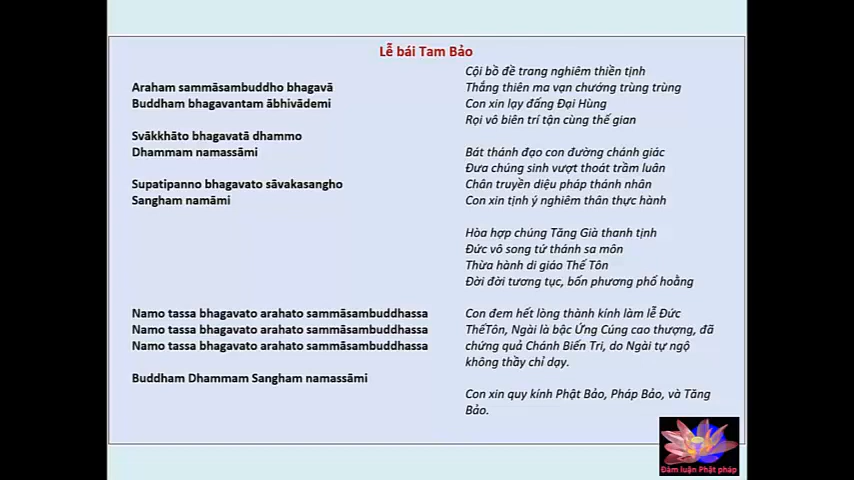 Lễ bái Tam Bảo
Araham sammāsambuddho bhagavā
Buddham bhagavantam ābhivādemi
Svākkhāto bhagavatā dhammo
Dhammam namassāmi
Supatipanno bhagavato sāvakasangho
Sangham namāmi
Namo tassa bhagavato arahato sammāsambuddhassa
Namo tassa bhagavato arahato sammāsambuddhassa
Namo tassa bhagavato arahato sammāsambuddhassa
Buddham Dhammam Sangham namassāmi
Cội bồ đề trang nghiêm thiền tịnh
Thắng thiên ma vạn chướng trùng trùng
Con xin lạy đấng Đại Hùng
Rọi vô biên trí tận cùng thế gian
Bát thánh đạo con đường chánh giác
Đưa chúng sinh vượt thoát trầm luân
Chân truyền diệu pháp thánh nhân
Con xin tịnh ý nghiêm thân thực hành
Hòa hợp chúng Tăng Già thanh tịnh
Đức vô song tứ thánh sa môn
Thừa hành di giáo Thế Tôn
Đời đời tương tục, bốn phương phổ hoằng
Con đem hết lòng thành kính làm lễ Đức
ThếTôn, Ngài là bậc Ứng Cúng cao thượng, đã
chứng quả Chánh Biến Tri, do Ngài tự ngộ
không thầy chỉ dạy.
Con xin quy kính Phật Bảo, Pháp Bảo, và Tăng
Bảo.
Đàm luận Phật pháp